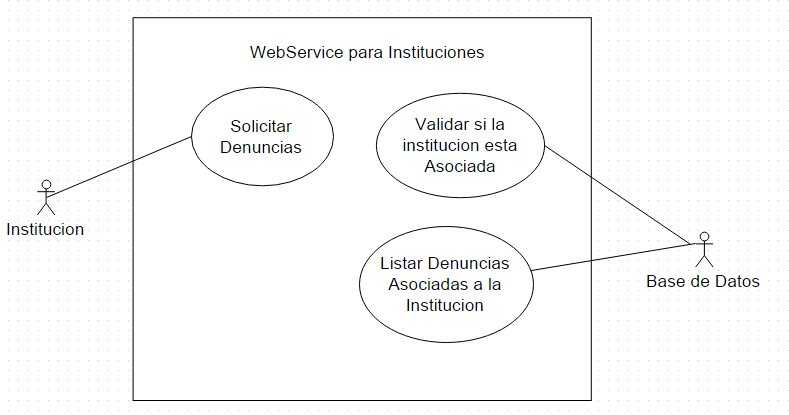 WebService para Instituciones
Solicitar
Denuncias
Validar si la
institucion esta
Asociada
Institucion
Listar Denuncias
Asociadas a la
Institucion
Base de Datos